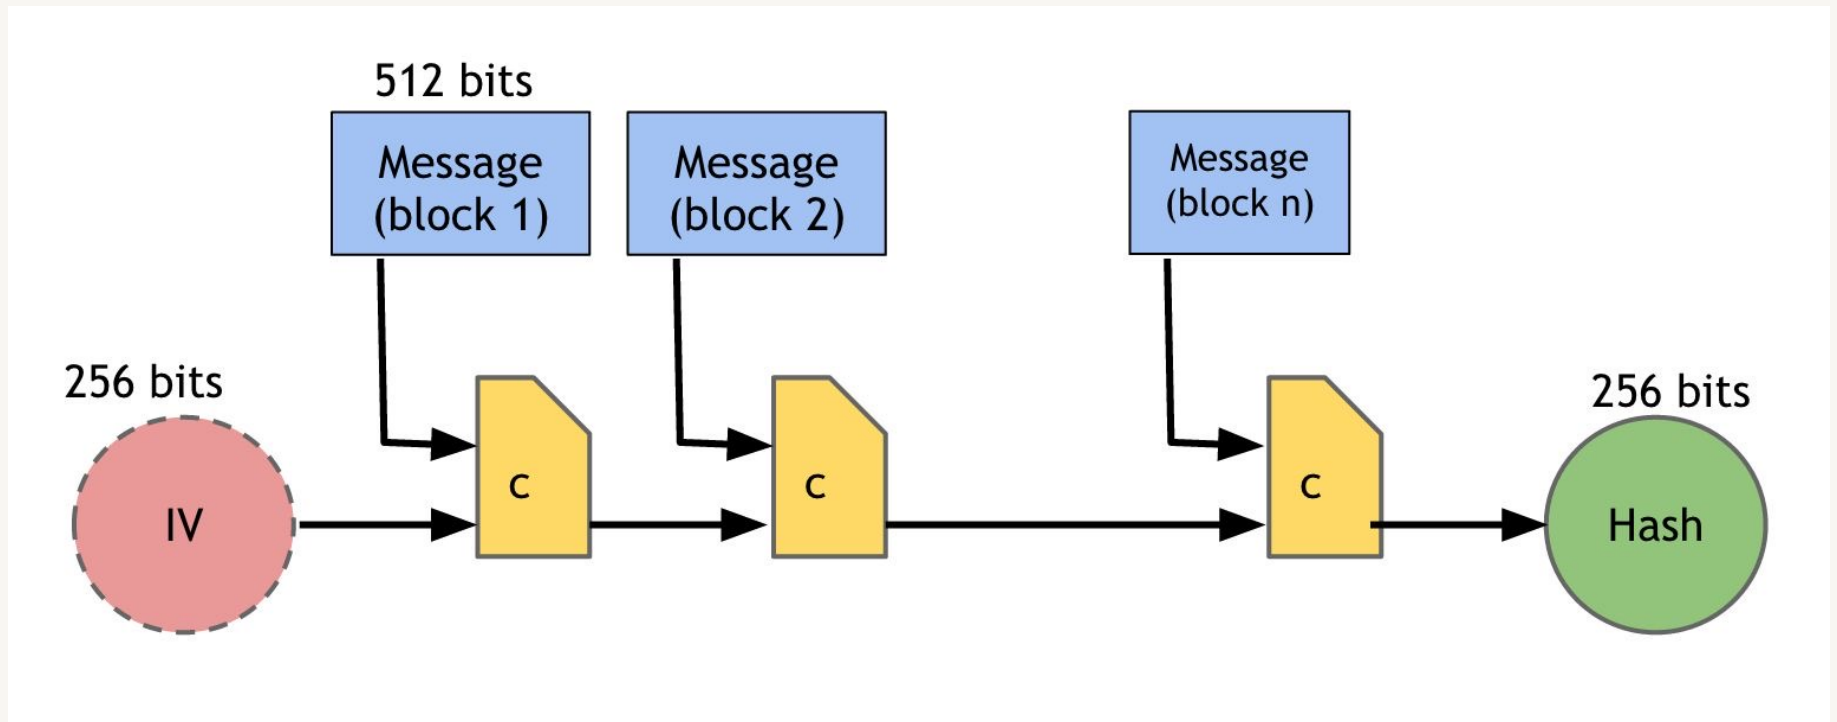 512 bits
Message
(block 1)
Message
(block 2)
Message
(block n)
256 bits
IV
c
c
c
256 bits
Hash